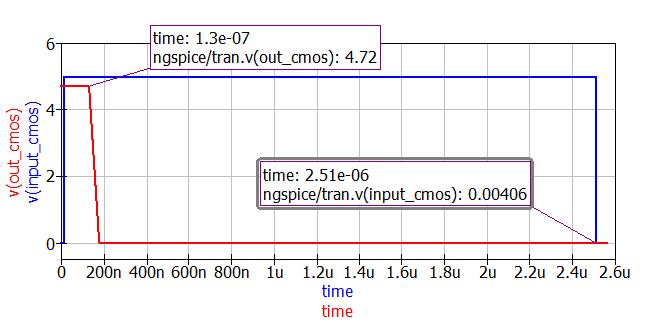 time: 1.3e-07
ngspice/tran.v(out_cmos): 4.72
v(out_cmos)
v(input_cmos)
6
4
2
0
time: 2.51e-06
ngspice/tran.v(input_cmos): 0.00406
0 200n 400n 600n 800n 1u 1.2u 1.4u 1.6u 1.8u 2u 2.2u 2.4u 2.6u
time
time